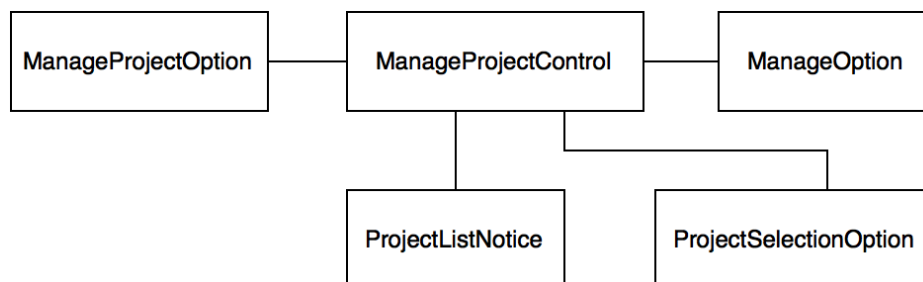 ManageProjectOption
ManageProjectControl
ManageOption
ProjectListNotice
ProjectSelectionOption